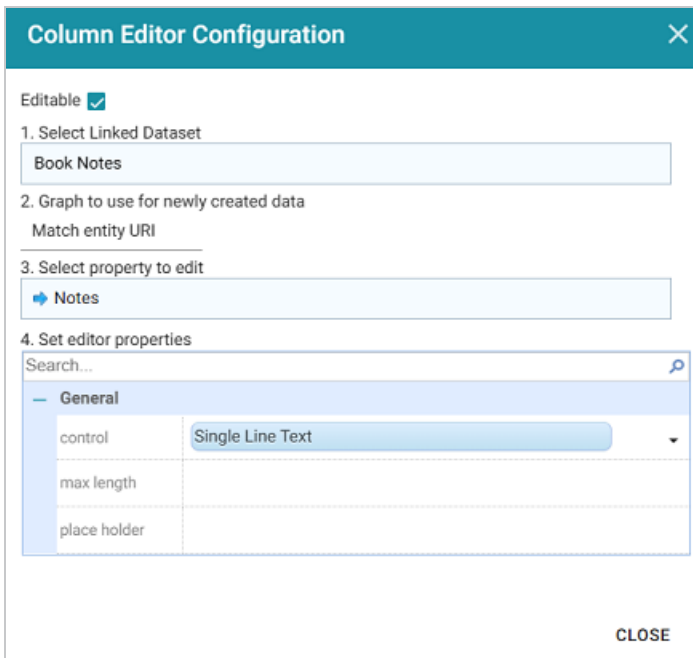 Column Editor Configuration
Editable
1. Select Linked Dataset
Book Notes
2. Graph to use for newly created data
Match entity URI
3. Select property to edit
Notes
4. Set editor properties
Search...
General
control Single Line Text
max length
place holder
CLOSE